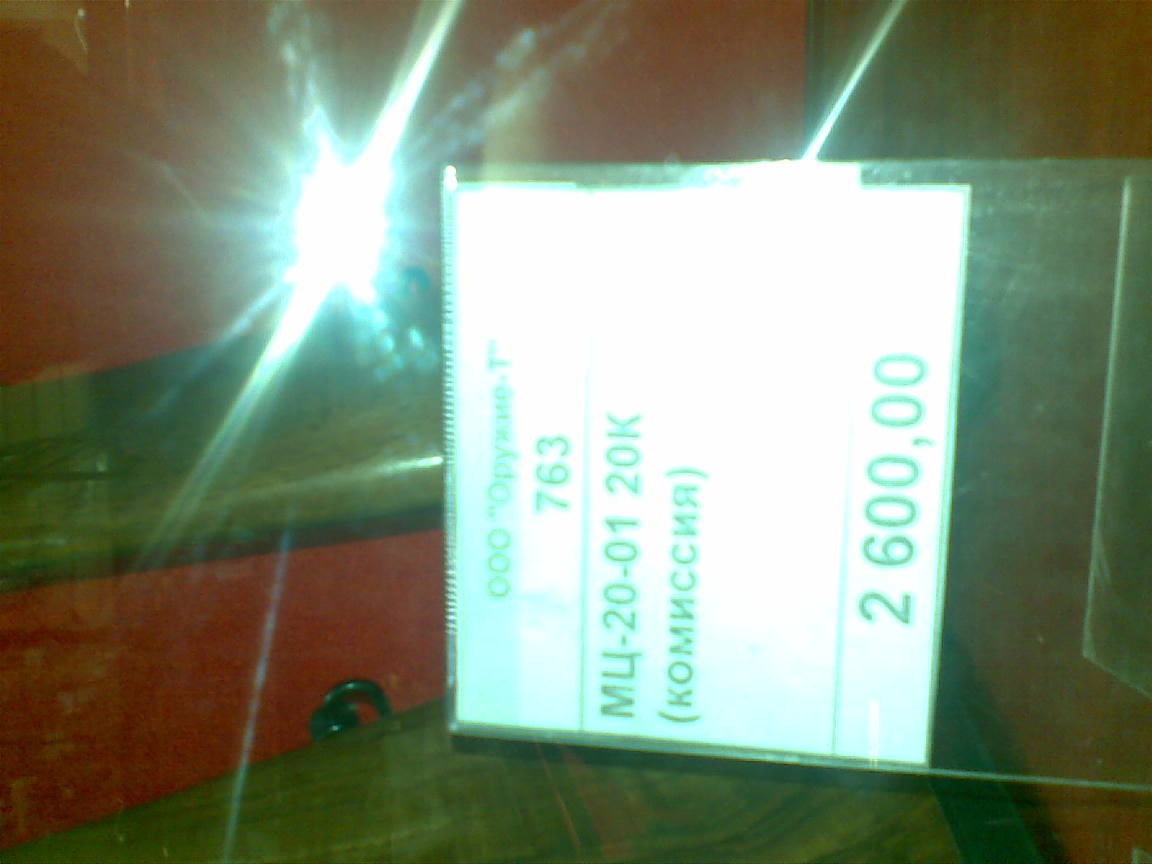 ООО "Оружие-Т"
763
МЦ-20-01 20К
(комиссия)
2 600,00